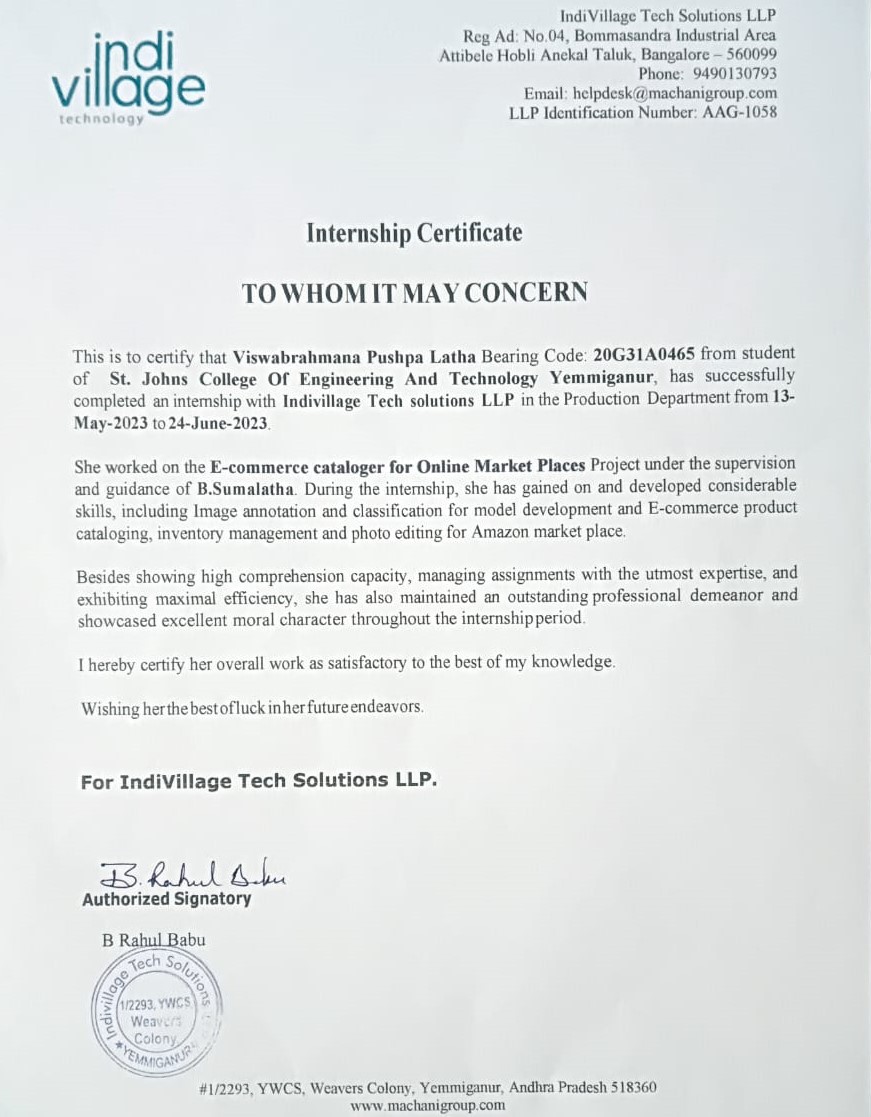 indi
village
technology
IndiVillage Tech Solutions LLP
Reg Ad: No.04, Bommasandra Industrial Area
Attibele Hobli Anekal Taluk, Bangalore – 560099
Phone: 9490130793
Email: helpdesk@machanigroup.com
LLP Identification Number: AAG-1058
Internship Certificate
TO WHOM IT MAY CONCERN
This is to certify that Viswabrahmana Pushpa Latha Bearing Code: 20G31A0465 from student
of St. Johns College Of Engineering And Technology Yemmiganur, has successfully
completed an internship with Indivillage Tech solutions LLP in the Production Department from 13-
May-2023 to 24-June-2023.
She worked on the E-commerce cataloger for Online Market Places Project under the supervision
and guidance of B.Sumalatha. During the internship, she has gained on and developed considerable
skills, including Image annotation and classification for model development and E-commerce product
cataloging, inventory management and photo editing for Amazon market place.
Besides showing high comprehension capacity, managing assignments with the utmost expertise, and
exhibiting maximal efficiency, she has also maintained an outstanding professional demeanor and
showcased excellent moral character throughout the internship period.
I hereby certify her overall work as satisfactory to the best of my knowledge.
Wishing her the best of luck in her future endeavors.
For IndiVillage Tech Solutions LLP.
B. Rahul Babu
Authorized Signatory
B Rahul Babu
Indivillage Tech Solutions
1/2293, YWCS
Weavers
Colony,
★YEMMIGANUR
#1/2293, YWCS, Weavers Colony, Yemmiganur, Andhra Pradesh 518360
www.machanigroup.com